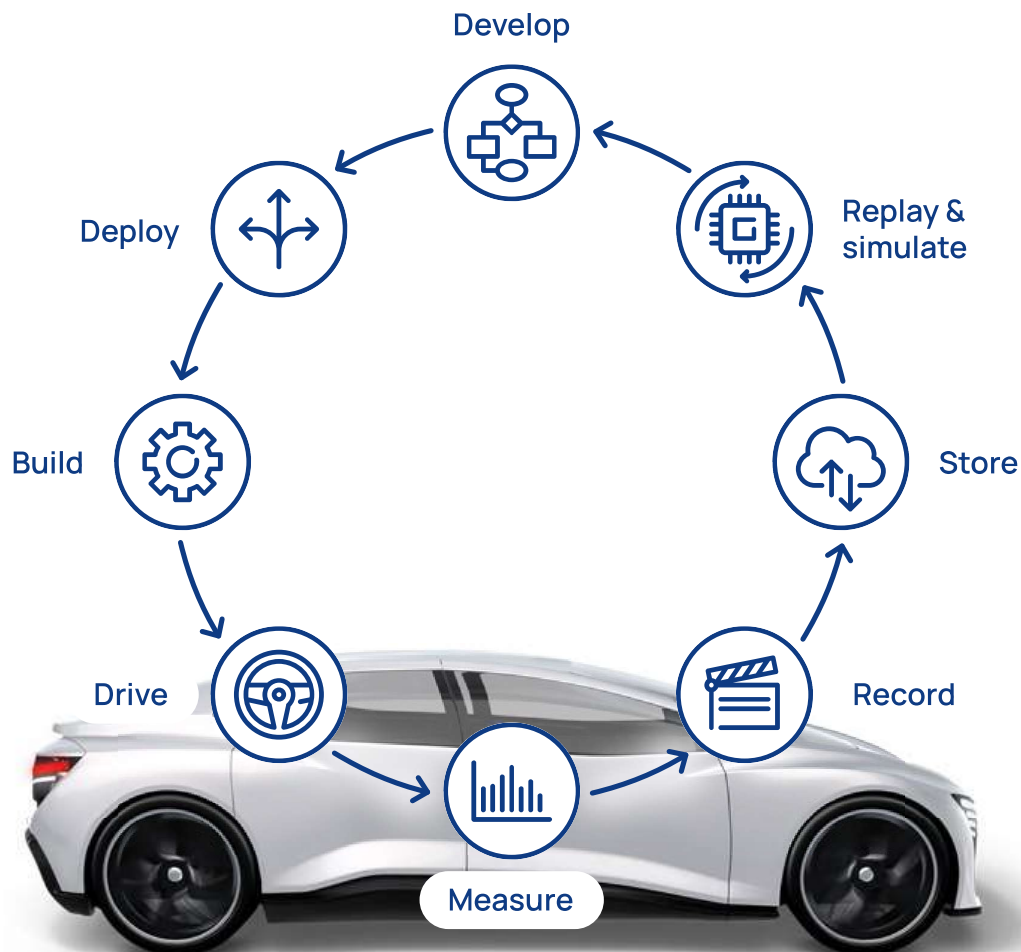 Develop
Deploy
Replay &
simulate
Build
Store
Drive
Record
Measure